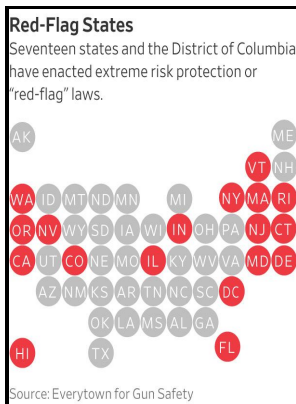 Red-Flag States
Seventeen states and the District of Columbia
have enacted extreme risk protection or
“red-flag” laws.
AK ME
VT NH
WA ID MT ND MN MI NY MA RI
OR NV WY SD IA WI IN OH PA NJ CT
CA UT CO NE MO IL KY WV VA MD DE
AZ NM KS AR TN NC SC DC
OK LA MS AL GA
HI TX FL
Source: Everytown for Gun Safety